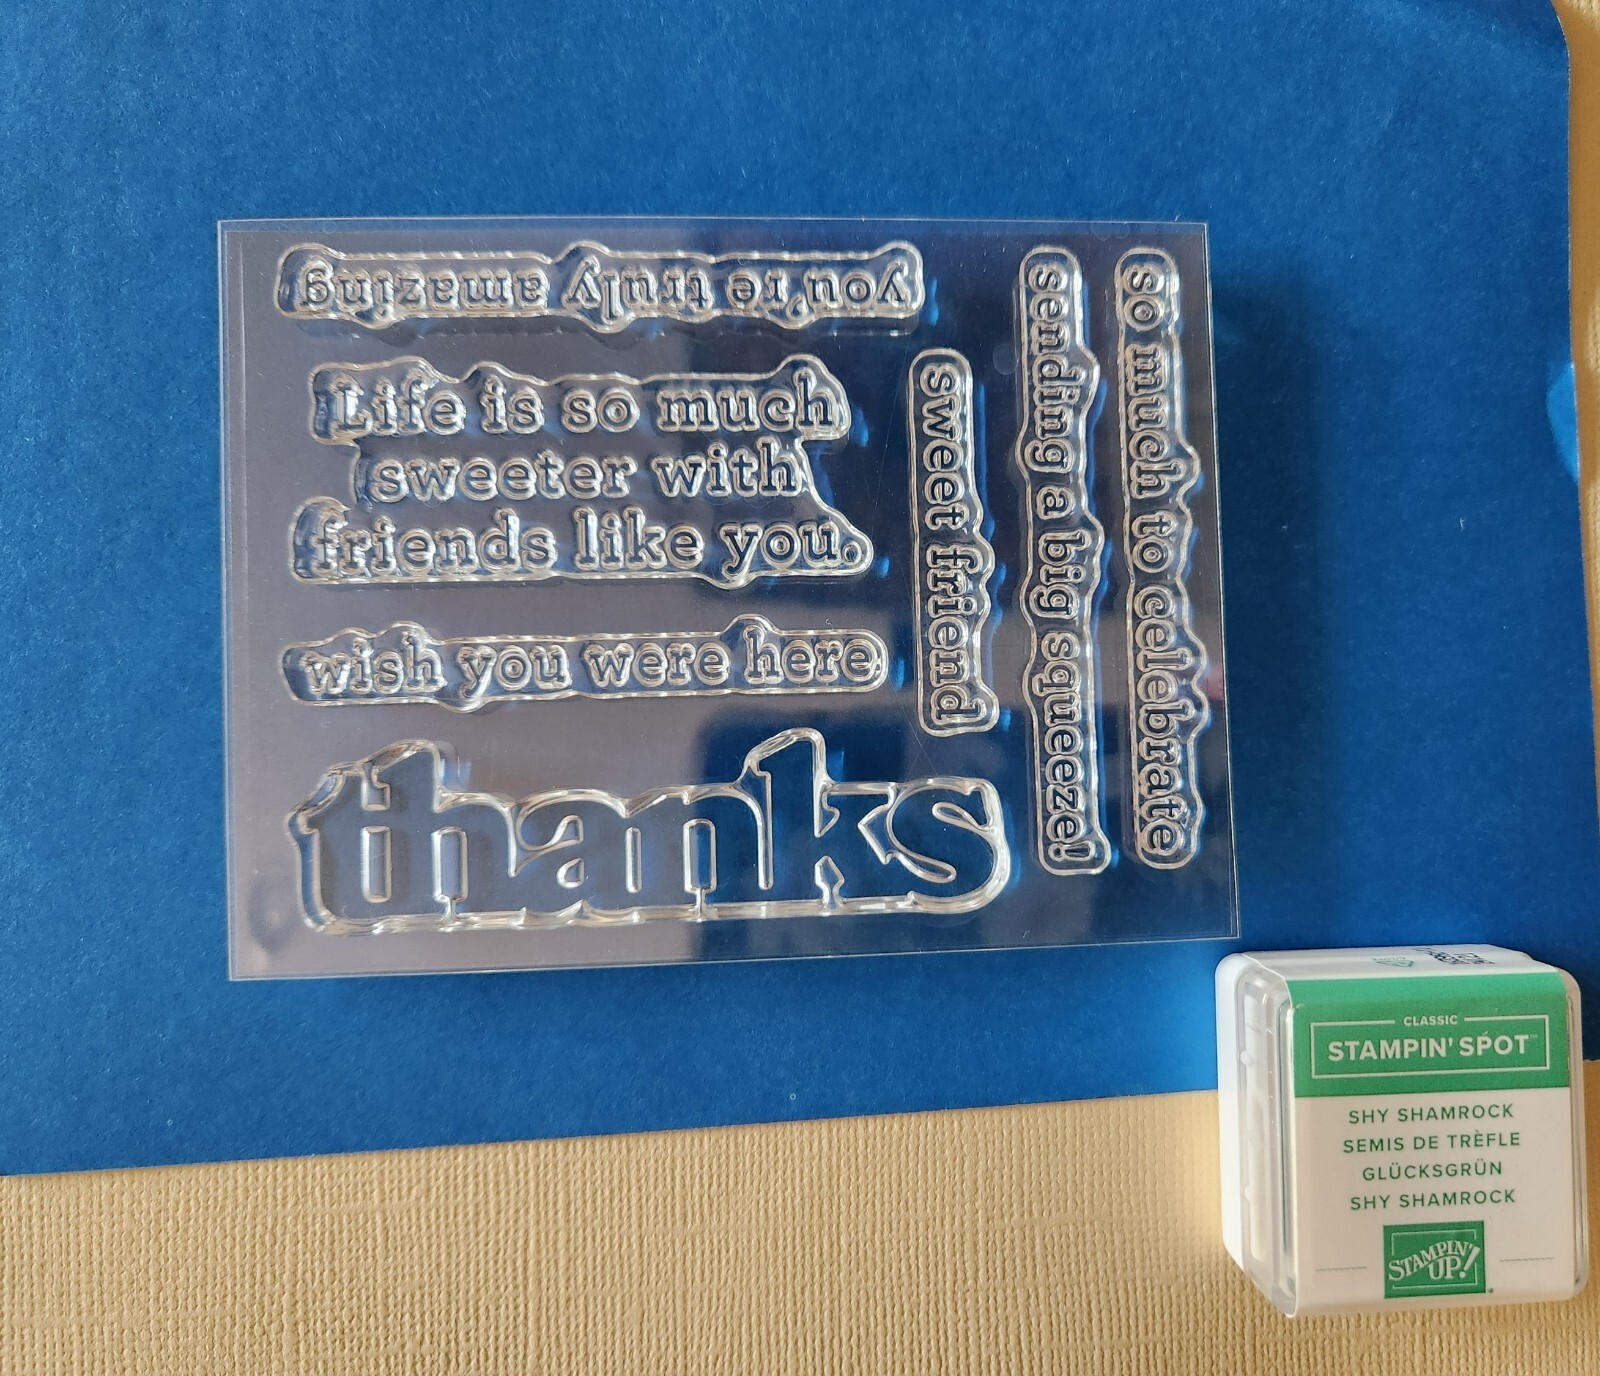 you're truly amazing
Life is so much
sweeter with
friends like you.
wish you were here
thanks
sweet friend
sending a big squeeze!
so much to celebrate
CLASSIC
STAMPIN' SPOT™
SHY SHAMROCK
SEMIS DE TRÈFLE
GLÜCKSGRÜN
SHY SHAMROCK
STAMPIN'
UP!